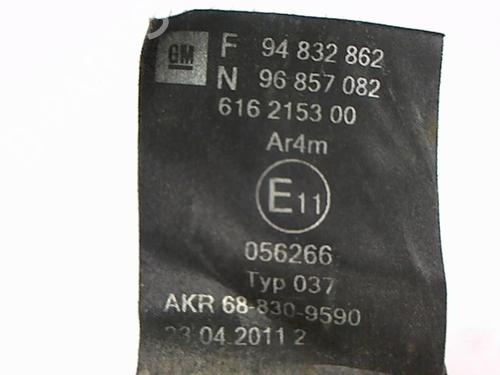 GM F 94 832 862
N 96 857 082
616 2153 00
Ar4m
E11
056266
Typ 037
AKR 68-830-9590
23.04.2011 2